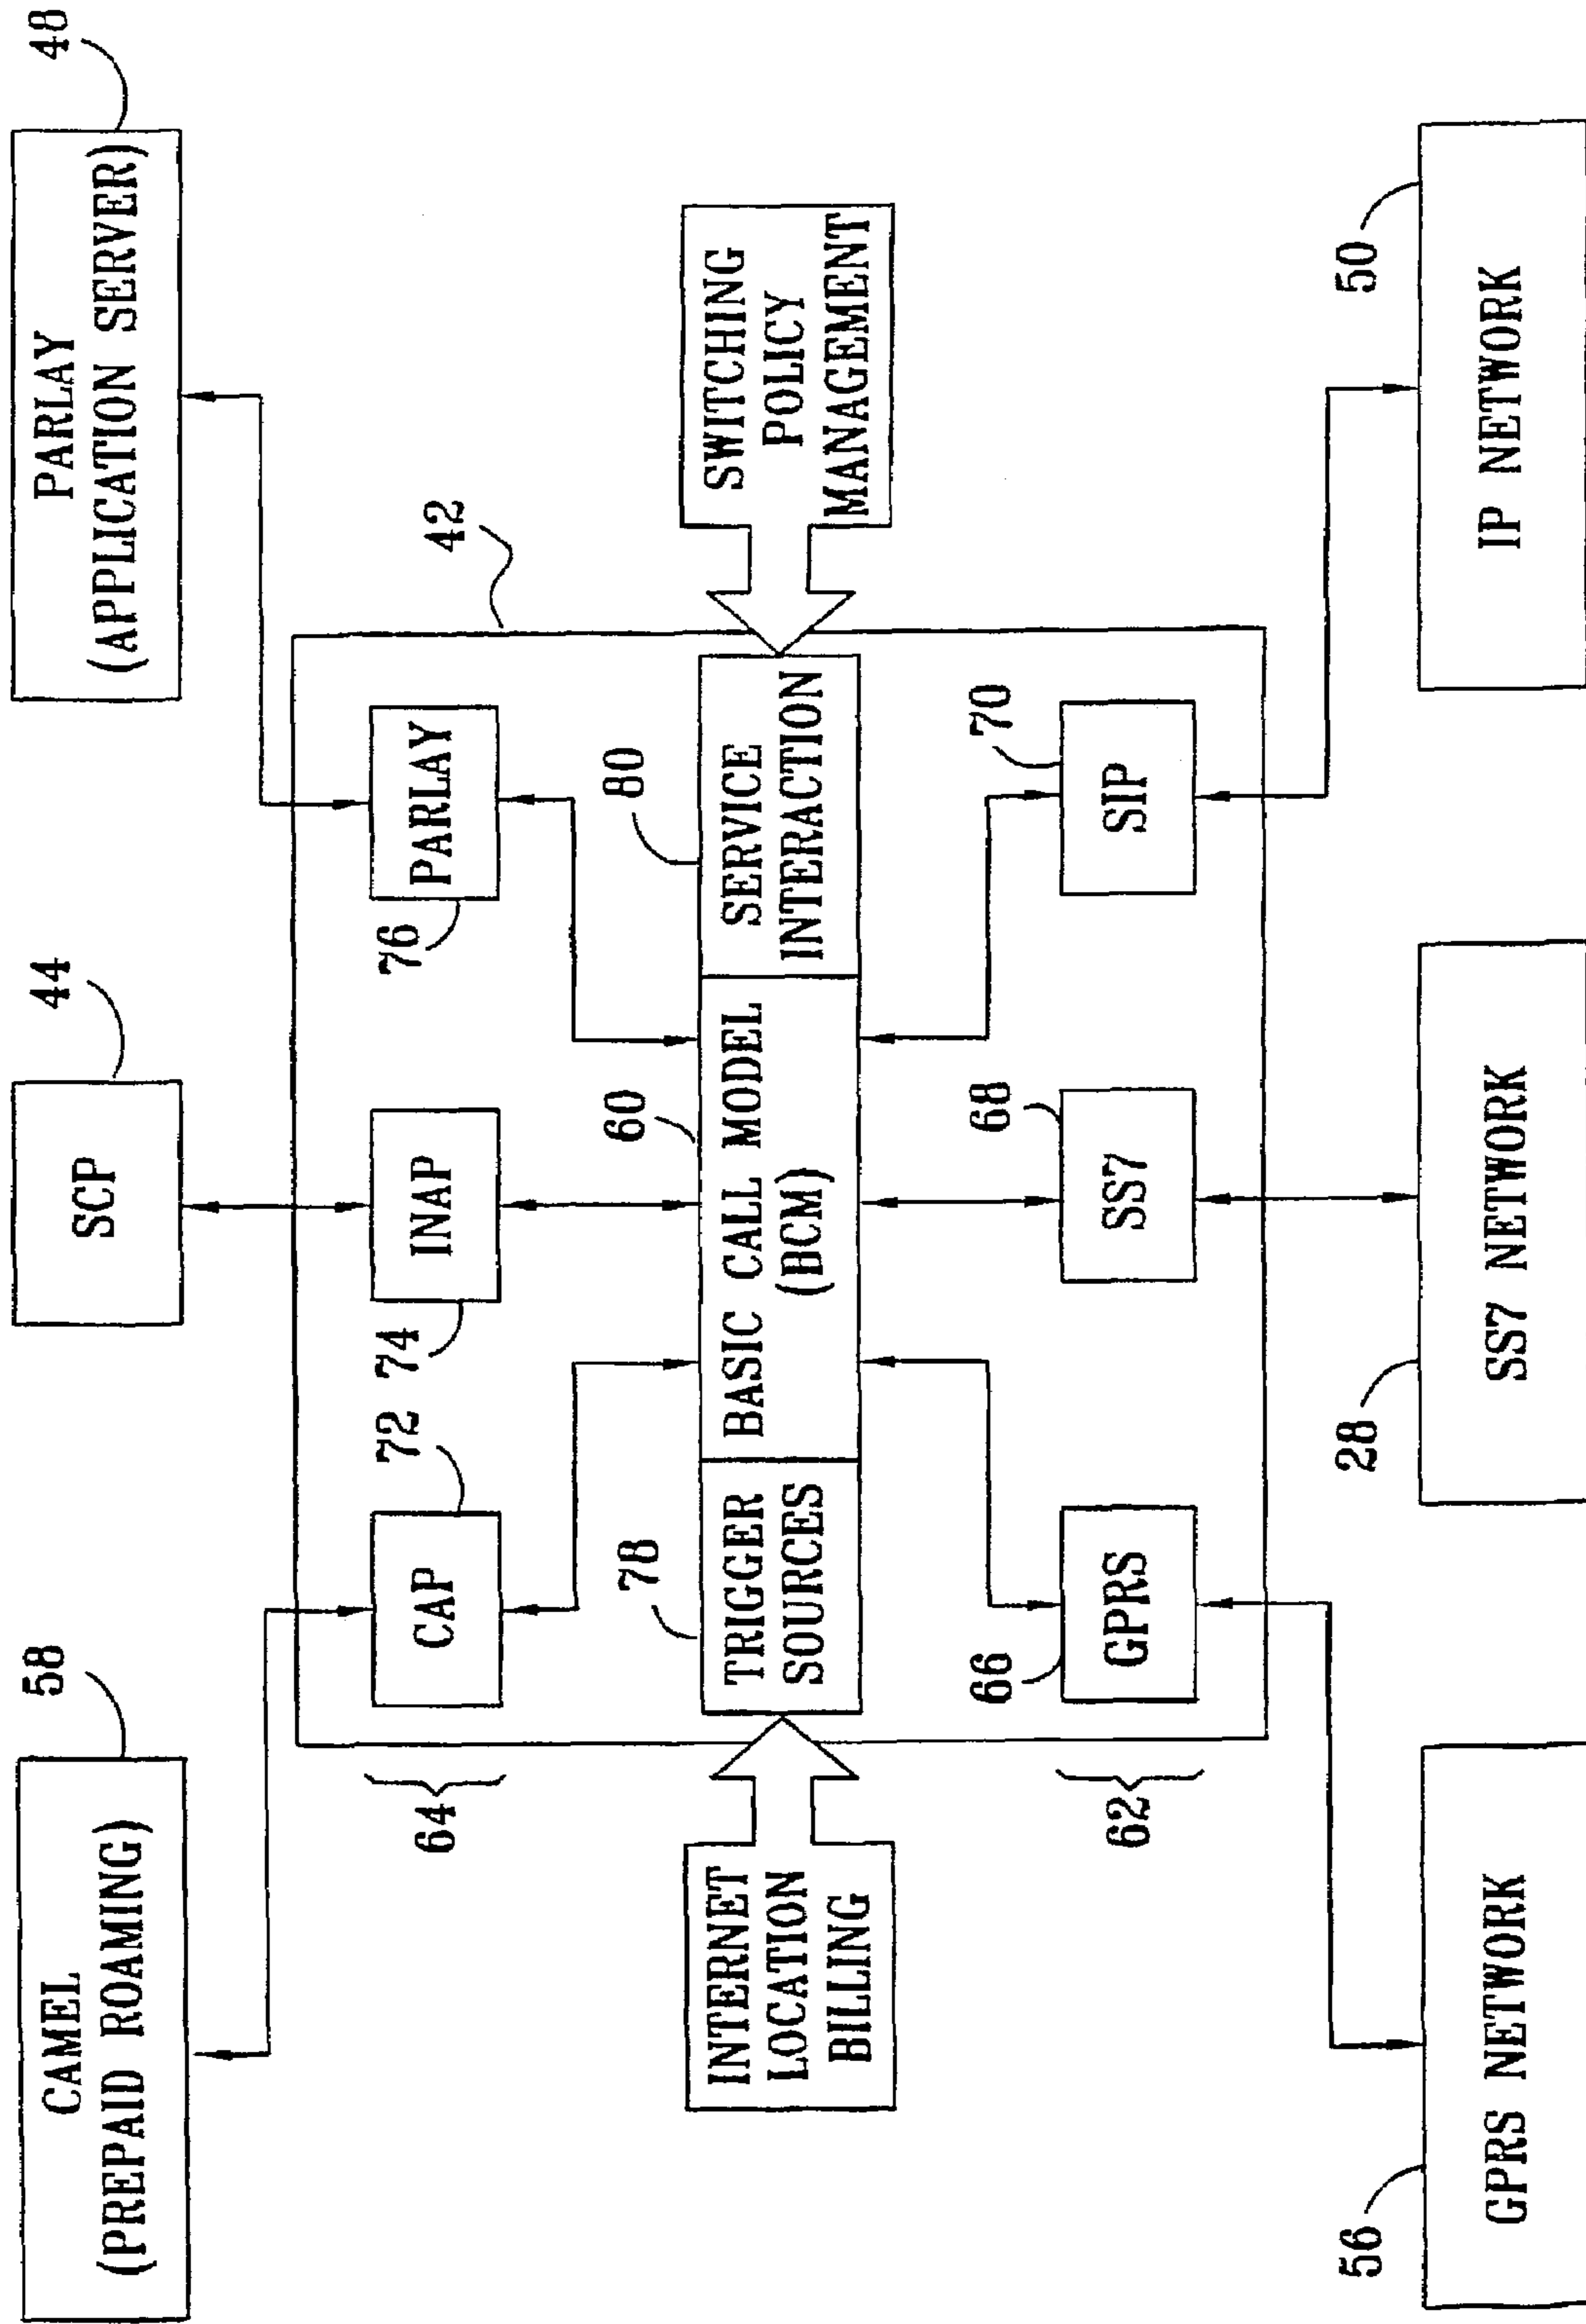 58
CAMEL
(PREPAID ROAMING)
44
SCP
48
PARLAY
(APPLICATION SERVER)
42
64
72
CAP
74
INAP
76
PARLAY
INTERNET
LOCATION
BILLING
78
TRIGGER
SOURCES
60
BASIC CALL MODEL
(BCM)
80
SERVICE
INTERACTION
SWITCHING
POLICY
MANAGEMENT
62
66
GPRS
68
SS7
70
SIP
56
GPRS NETWORK
28
SS7 NETWORK
50
IP NETWORK